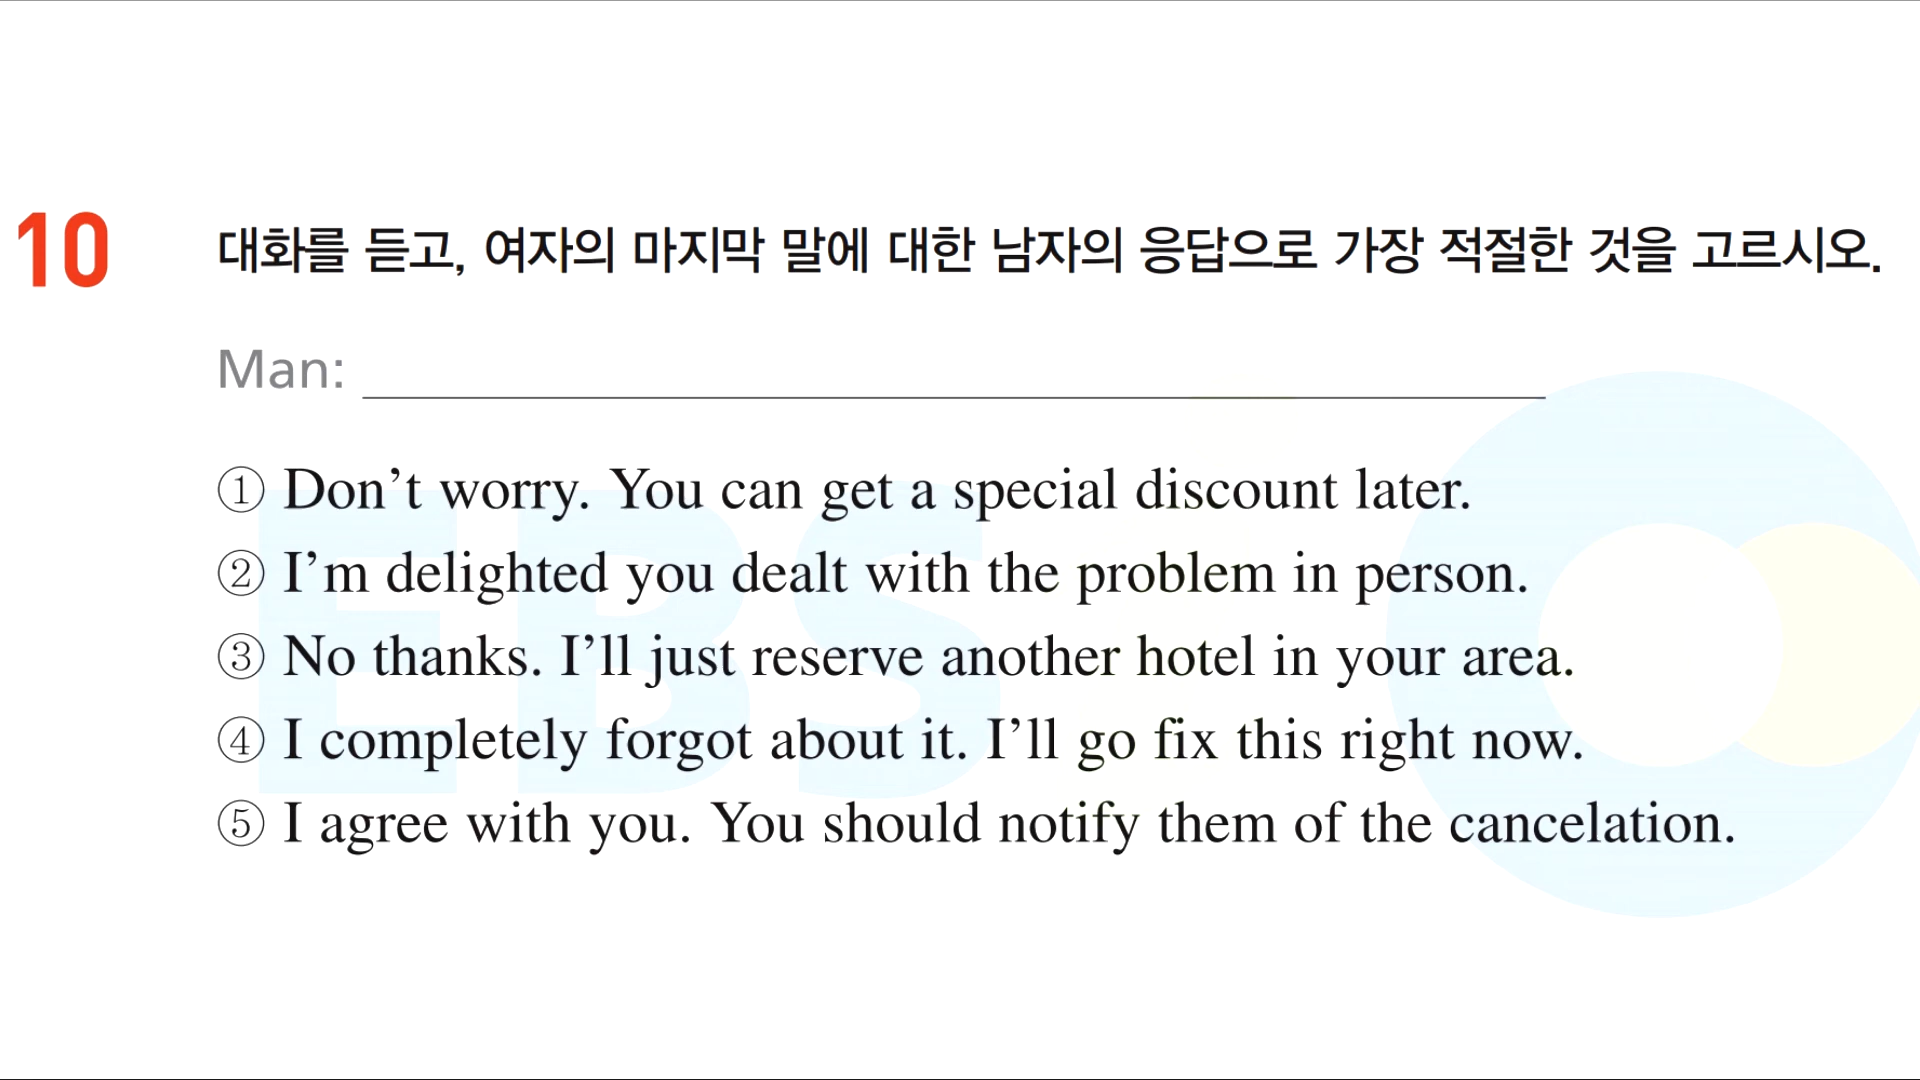 10 대화를 듣고, 여자의 마지막 말에 대한 남자의 응답으로 가장 적절한 것을 고르시오.
Man:
① Don’t worry. You can get a special discount later.
② I’m delighted you dealt with the problem in person.
③ No thanks. I’ll just reserve another hotel in your area.
④ I completely forgot about it. I’ll go fix this right now.
⑤ I agree with you. You should notify them of the cancelation.
EBS